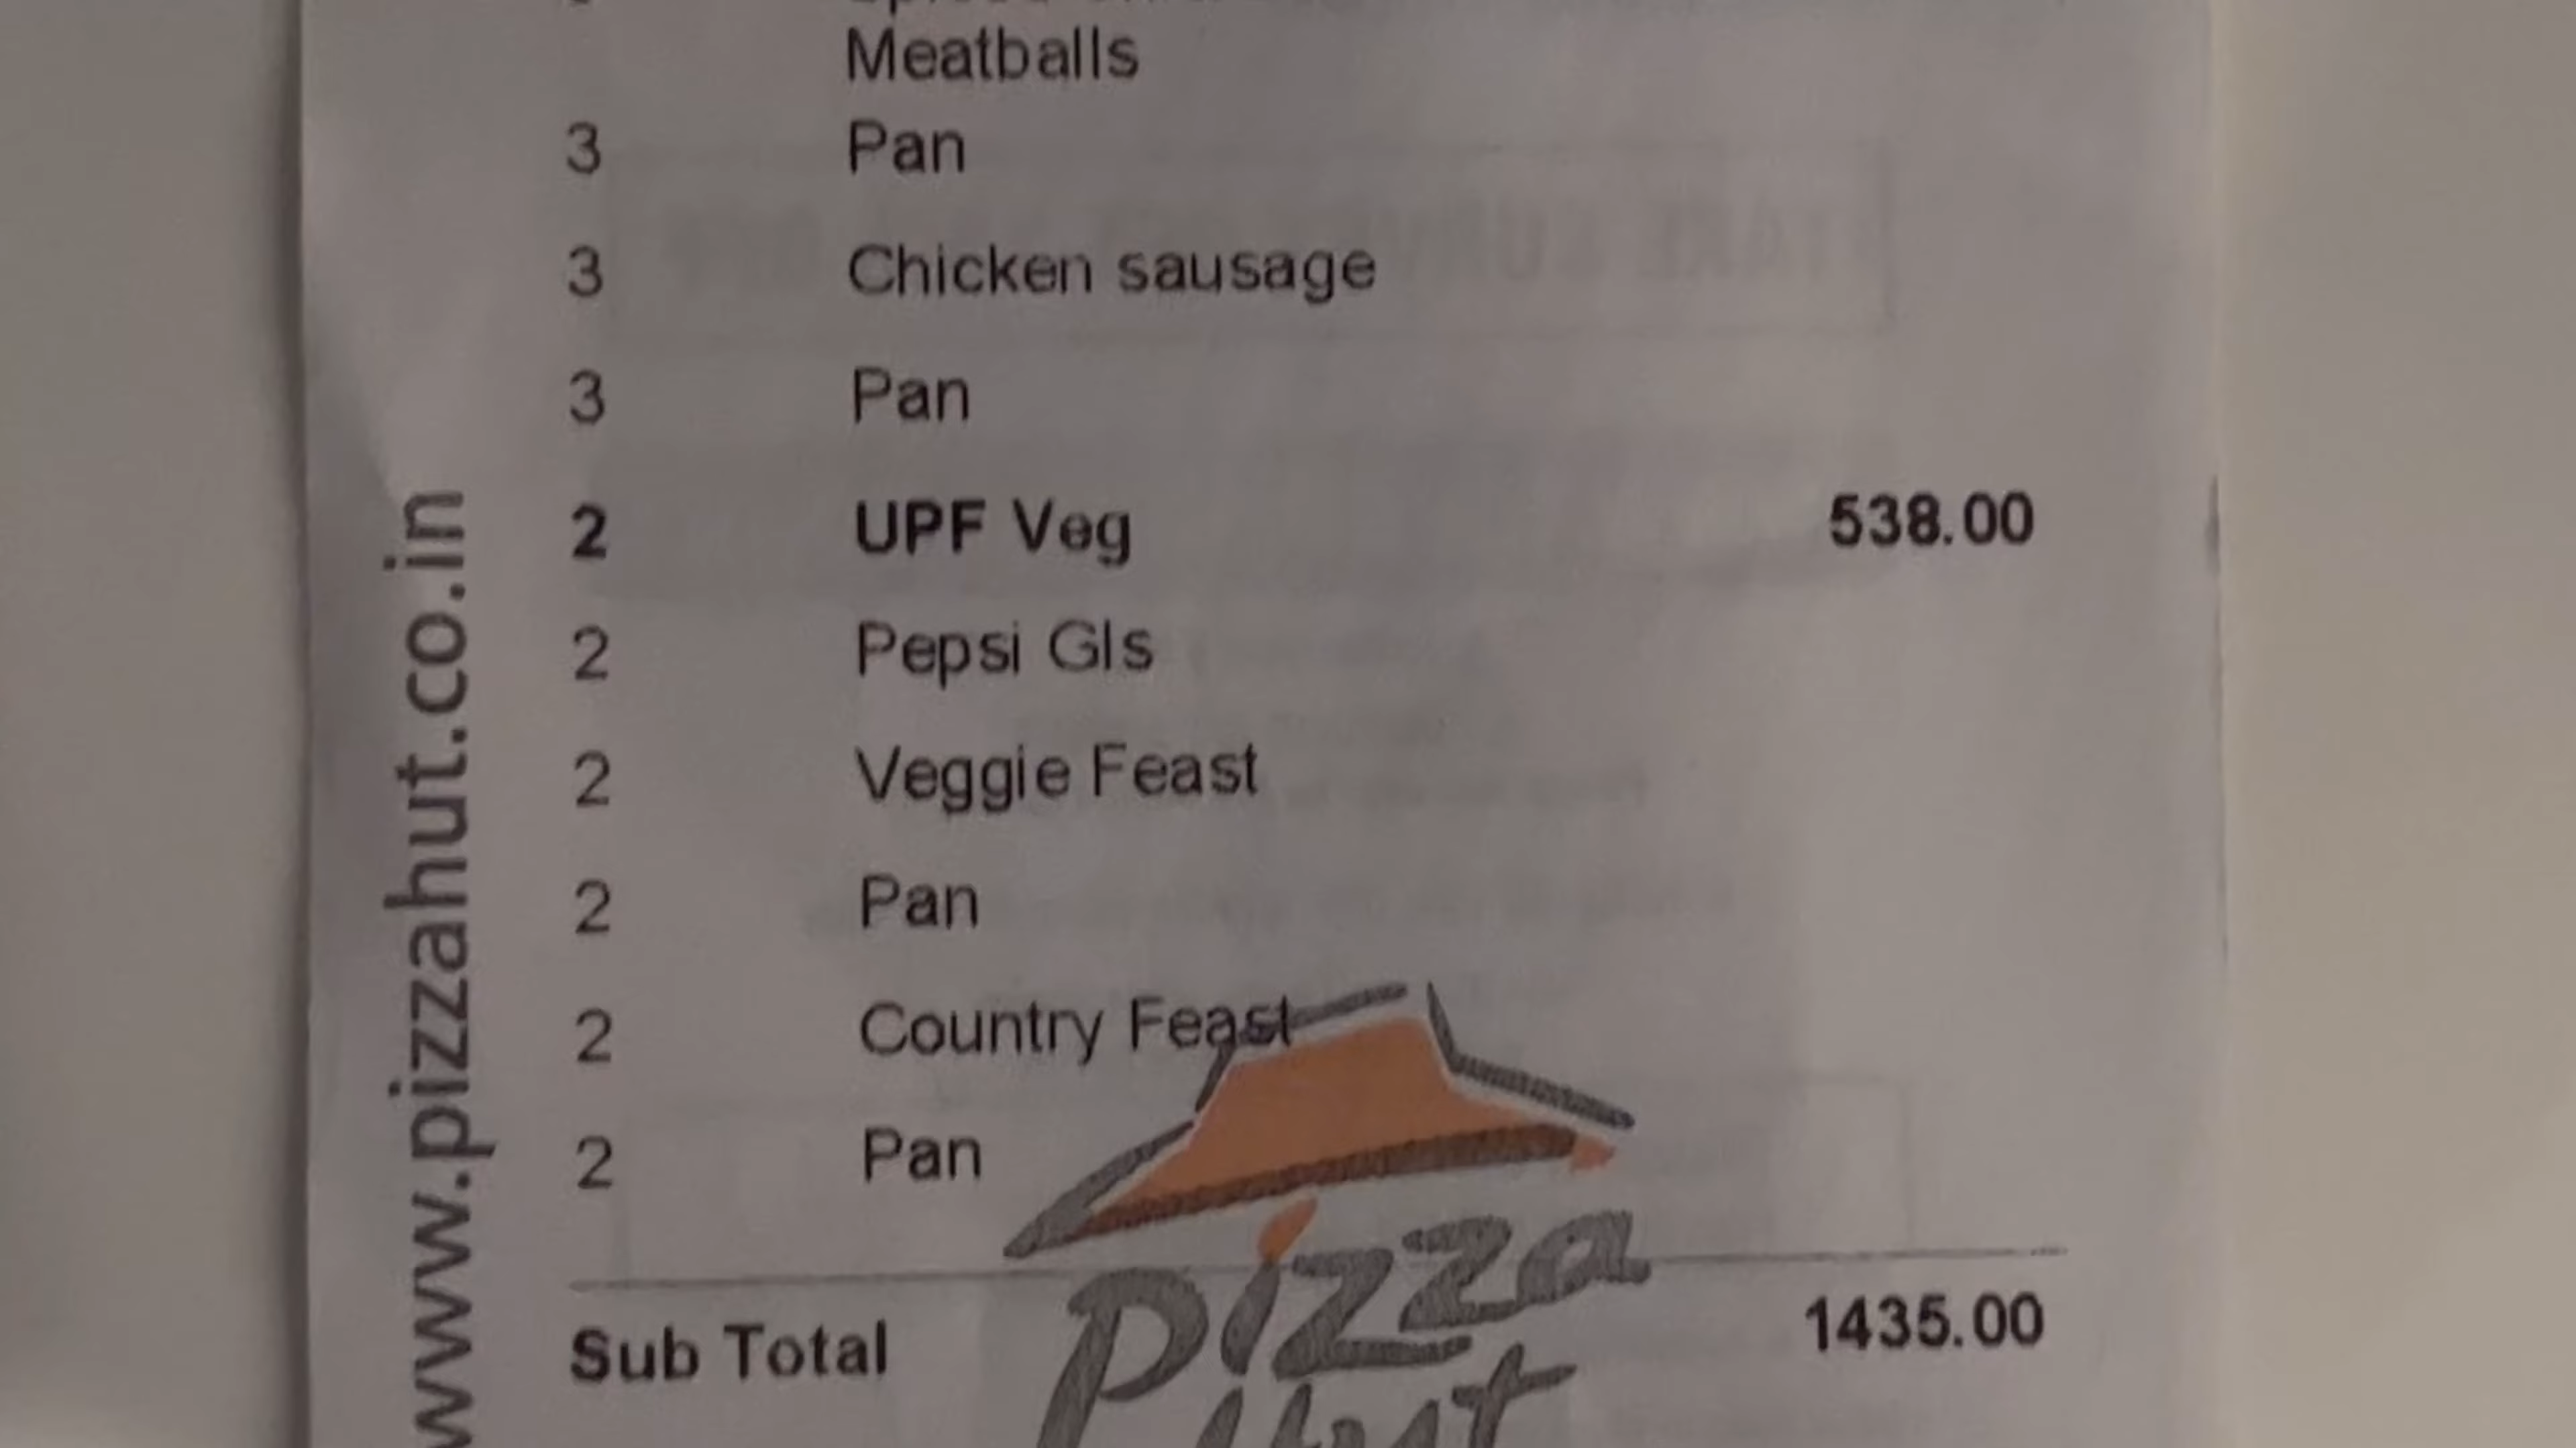 Meatballs
3 Pan
3 Chicken sausage
3 Pan
2 UPF Veg 538.00
2 Pepsi Gls
2 Veggie Feast
2 Pan
2 Country Feast
2 Pan
Sub Total 1435.00
Pizza
Hut
www.pizzahut.co.in